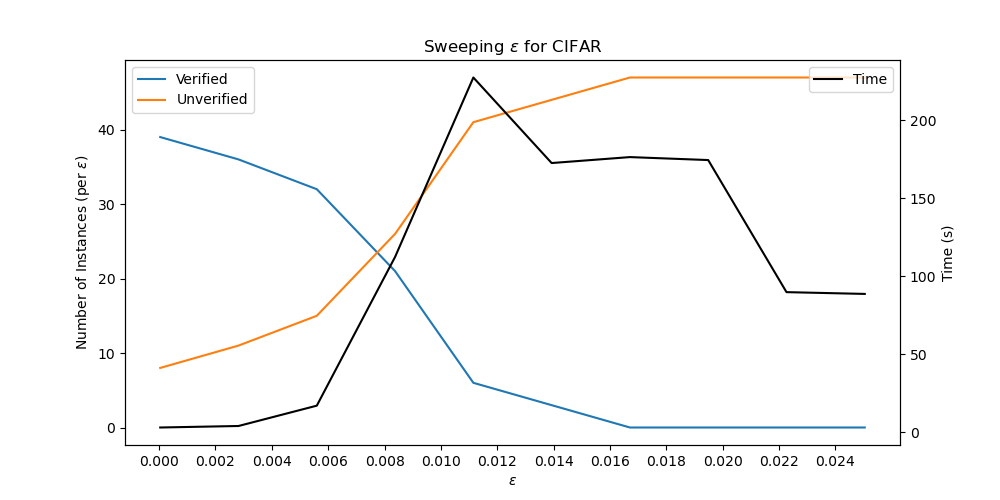 Sweeping ε for CIFAR
Verified
Unverified
Time
Number of Instances (per ε)
40
30
20
10
0
200
150
100
50
0
Time (s)
0.000 0.002 0.004 0.006 0.008 0.010 0.012 0.014 0.016 0.018 0.020 0.022 0.024
ε